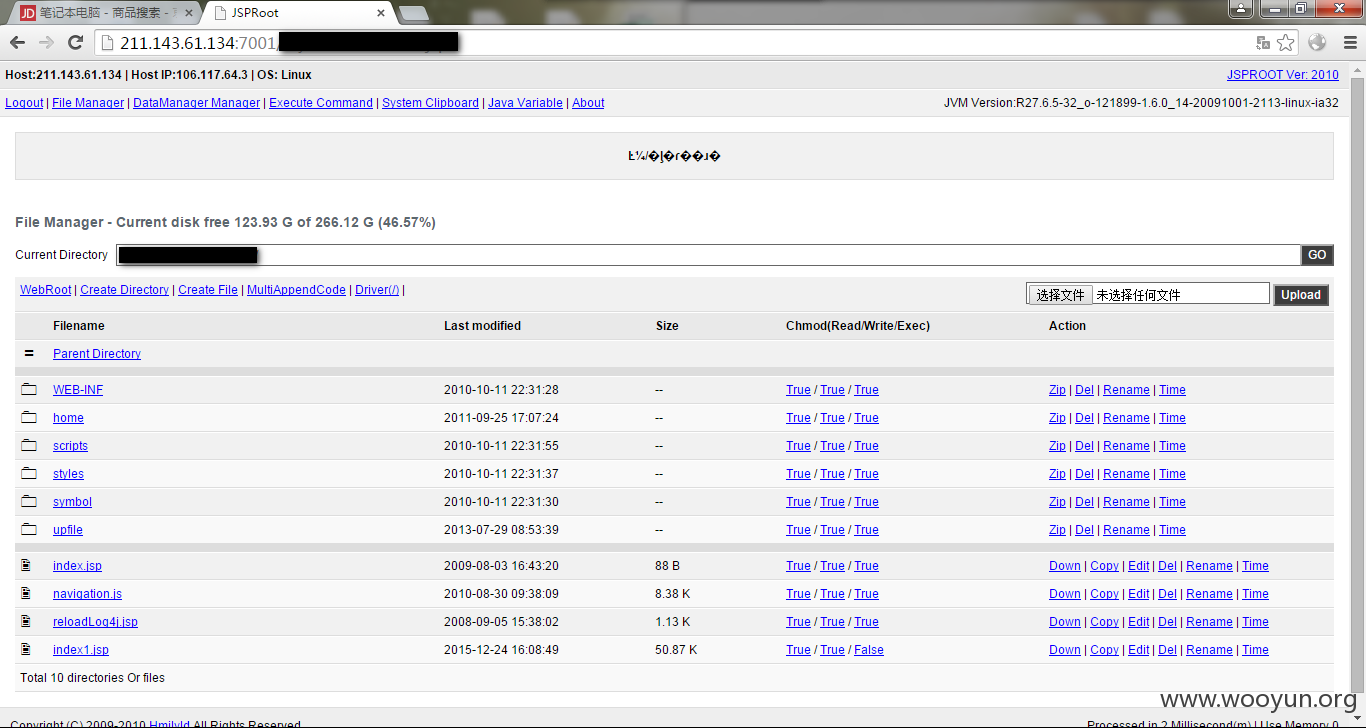 笔记本电脑 - 商品搜索 - JSPRoot
211.143.61.134:7001/
Host:211.143.61.134 | Host IP:106.117.64.3 | OS: Linux JSPROOT Ver: 2010
Logout | File Manager | DataManager Manager | Execute Command | System Clipboard | Java Variable | About JVM Version:R27.6.5-32_o-121899-1.6.0_14-20091001-2113-linux-ia32
File Manager - Current disk free 123.93 G of 266.12 G (46.57%)
Current Directory GO
WebRoot | Create Directory | Create File | MultiAppendCode | Driver(/) | 选择文件 未选择任何文件 Upload
Filename Last modified Size Chmod(Read/Write/Exec) Action
= Parent Directory
WEB-INF 2010-10-11 22:31:28 -- True / True / True Zip | Del | Rename | Time
home 2011-09-25 17:07:24 -- True / True / True Zip | Del | Rename | Time
scripts 2010-10-11 22:31:55 -- True / True / True Zip | Del | Rename | Time
styles 2010-10-11 22:31:37 -- True / True / True Zip | Del | Rename | Time
symbol 2010-10-11 22:31:30 -- True / True / True Zip | Del | Rename | Time
upfile 2013-07-29 08:53:39 -- True / True / True Zip | Del | Rename | Time
index.jsp 2009-08-03 16:43:20 88 B True / True / True Down | Copy | Edit | Del | Rename | Time
navigation.js 2010-08-30 09:38:09 8.38 K True / True / True Down | Copy | Edit | Del | Rename | Time
reloadLog4j.jsp 2008-09-05 15:38:02 1.13 K True / True / True Down | Copy | Edit | Del | Rename | Time
index1.jsp 2015-12-24 16:08:49 50.87 K True / True / False Down | Copy | Edit | Del | Rename | Time
Total 10 directories Or files
www.wooyun.org
Copyright (C) 2009-2010 Hmilyld All Rights Reserved Processed in 2 Millisecond(m) | Use Memory 0